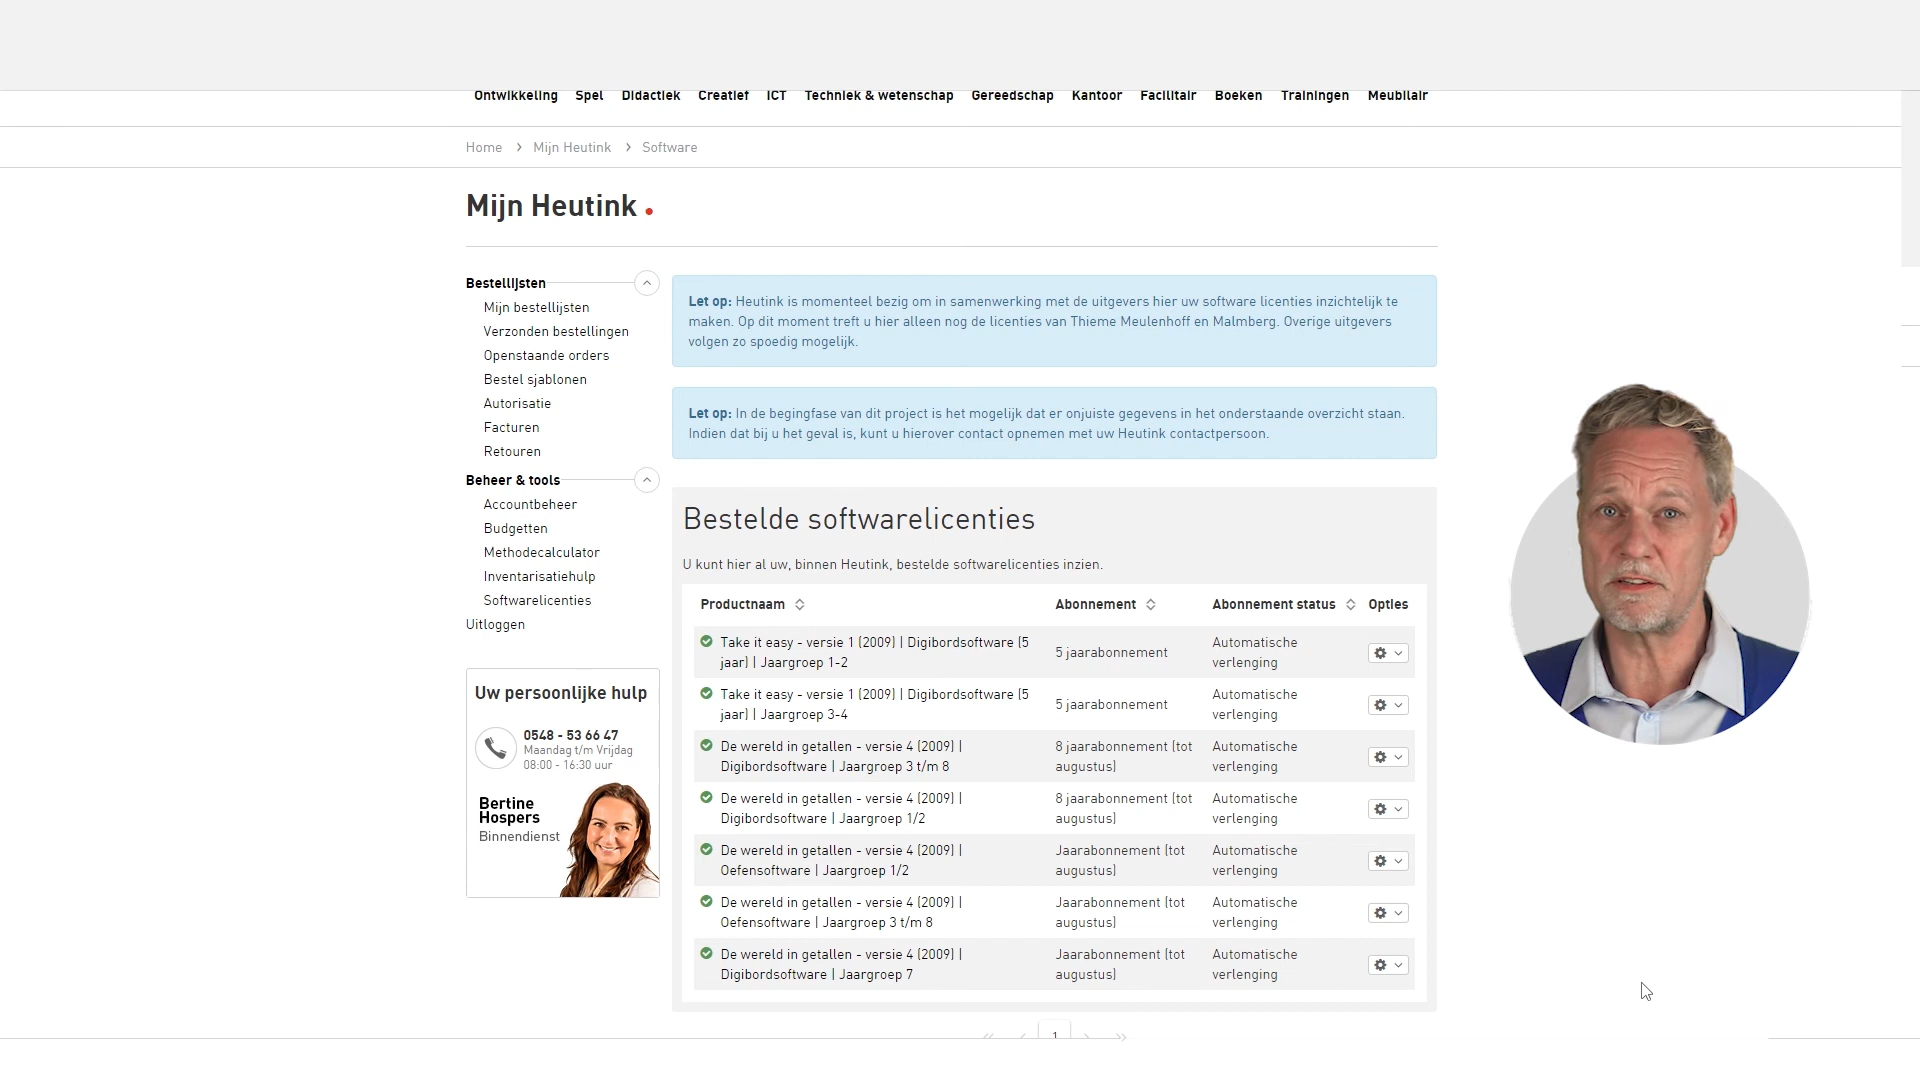 Ontwikkeling Spel Didactiek Creatief ICT Techniek & wetenschap Gereedschap Kantoor Facilitair Boeken Trainingen Meubilair
Home > Mijn Heutink > Software
Mijn Heutink .
Bestellijsten
Mijn bestellijsten
Verzonden bestellingen
Openstaande orders
Bestel sjablonen
Autorisatie
Facturen
Retouren
Beheer & tools
Accountbeheer
Budgetten
Methodecalculator
Inventarisatiehulp
Softwarelicenties
Uitloggen
Uw persoonlijke hulp
0548 - 53 66 47
Maandag t/m Vrijdag
08:00 - 16:30 uur
Bertine
Hospers
Binnendienst
Let op: Heutink is momenteel bezig om in samenwerking met de uitgevers hier uw software licenties inzichtelijk te
maken. Op dit moment treft u hier alleen nog de licenties van Thieme Meulenhoff en Malmberg. Overige uitgevers
volgen zo spoedig mogelijk.
Let op: In de begingfase van dit project is het mogelijk dat er onjuiste gegevens in het onderstaande overzicht staan.
Indien dat bij u het geval is, kunt u hierover contact opnemen met uw Heutink contactpersoon.
Bestelde softwarelicenties
U kunt hier al uw, binnen Heutink, bestelde softwarelicenties inzien.
Productnaam Abonnement Abonnement status Opties
Take it easy - versie 1 (2009) | Digibordsoftware (5
jaar) | Jaargroep 1-2
5 jaarabonnement
Automatische
verlenging
Take it easy - versie 1 (2009) | Digibordsoftware (5
jaar) | Jaargroep 3-4
5 jaarabonnement
Automatische
verlenging
De wereld in getallen - versie 4 (2009) |
Digibordsoftware | Jaargroep 3 t/m 8
8 jaarabonnement (tot
augustus)
Automatische
verlenging
De wereld in getallen - versie 4 (2009) |
Digibordsoftware | Jaargroep 1/2
8 jaarabonnement (tot
augustus)
Automatische
verlenging
De wereld in getallen - versie 4 (2009) |
Oefensoftware | Jaargroep 1/2
Jaarabonnement (tot
augustus)
Automatische
verlenging
De wereld in getallen - versie 4 (2009) |
Oefensoftware | Jaargroep 3 t/m 8
Jaarabonnement (tot
augustus)
Automatische
verlenging
De wereld in getallen - versie 4 (2009) |
Digibordsoftware | Jaargroep 7
Jaarabonnement (tot
augustus)
Automatische
verlenging
1